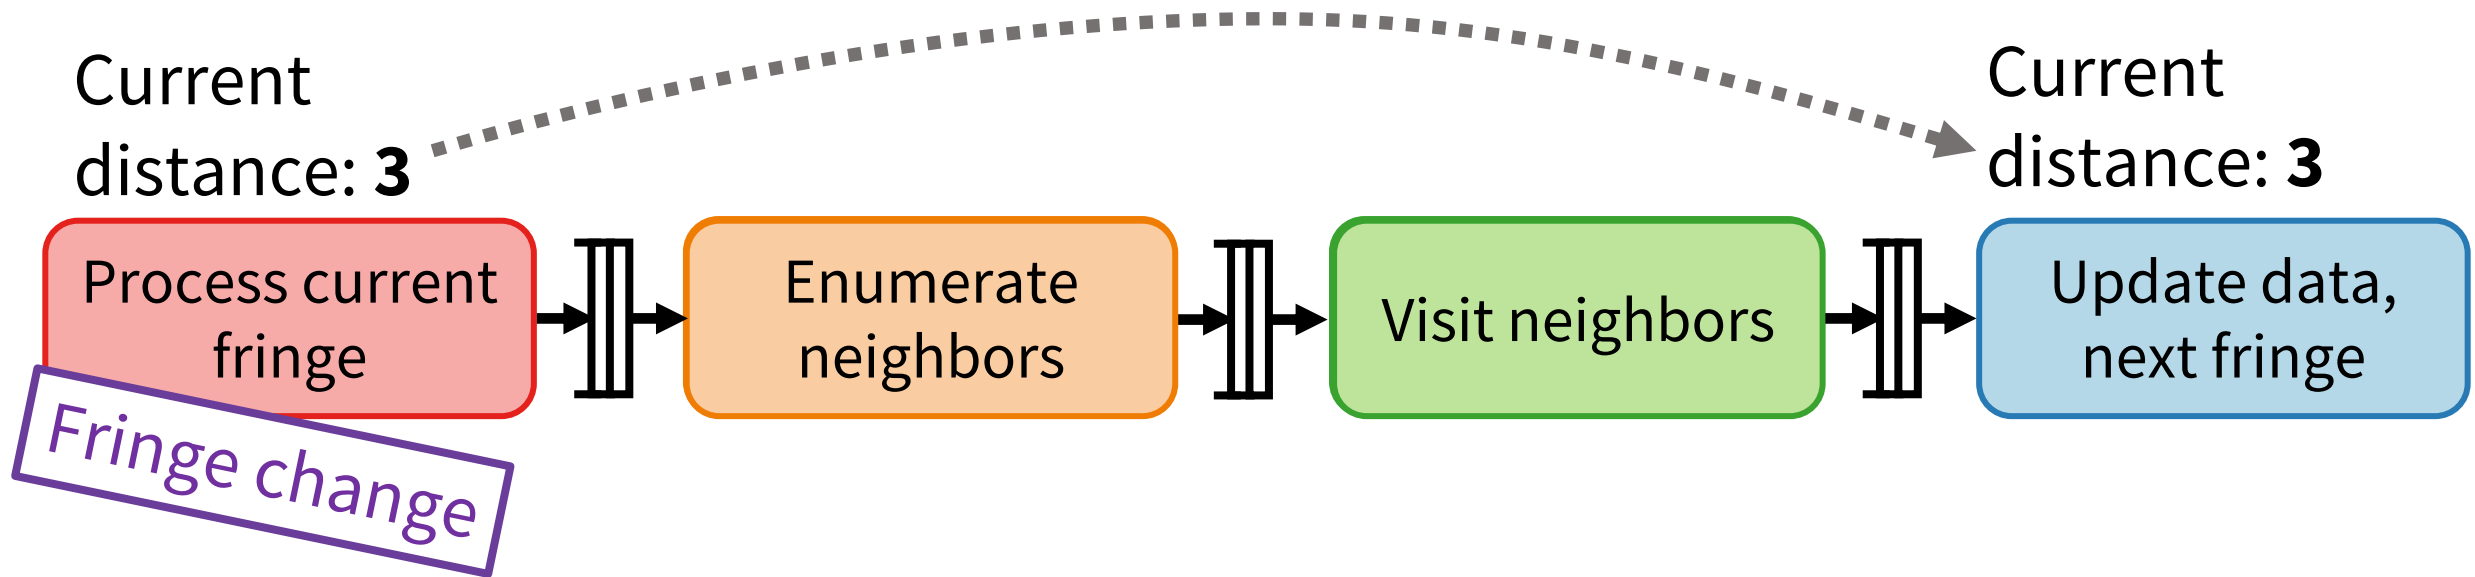 Current
distance: 3
Current
distance: 3
Process current
fringe
Enumerate
neighbors
Visit neighbors
Update data,
next fringe
Fringe change